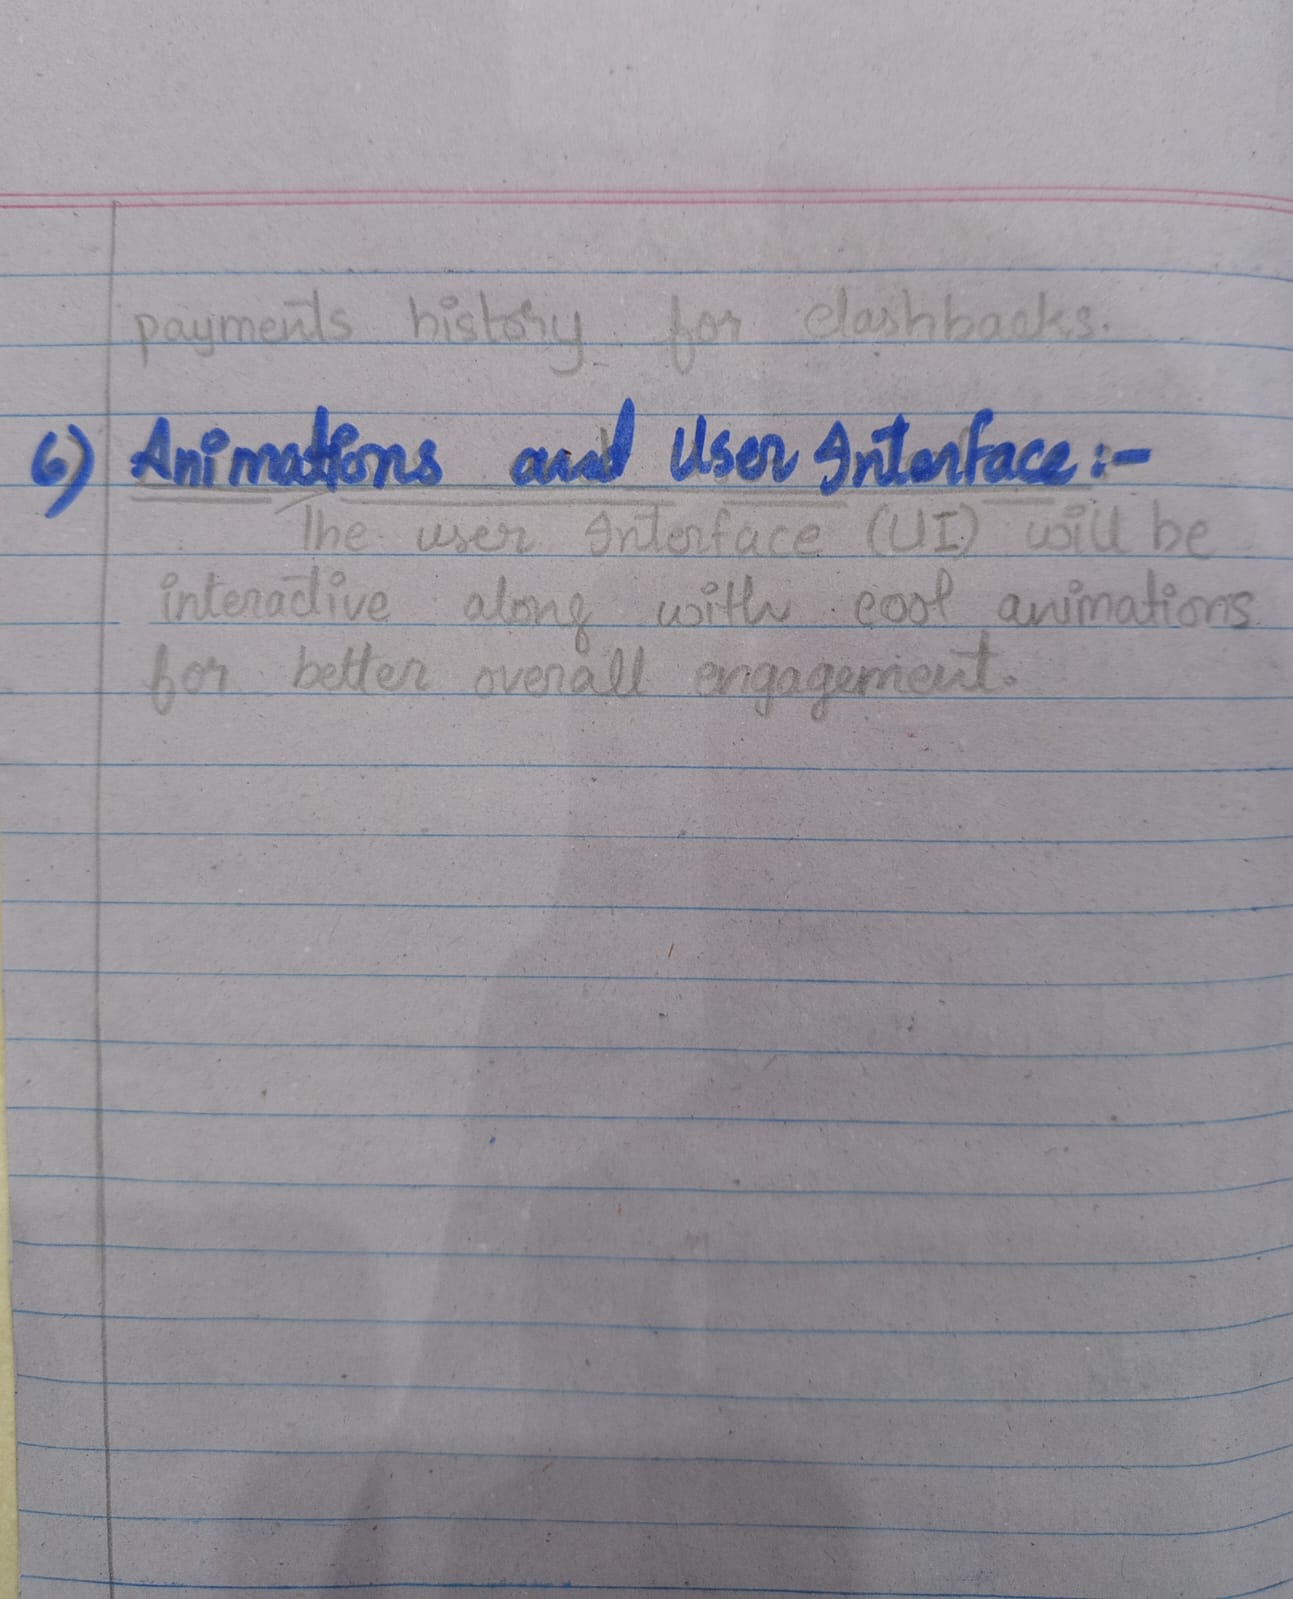 payments history for clashbacks.
6) Animations and User Interface:-
The user Interface (UI) will be
interactive along with cool animations
for better overall engagement.